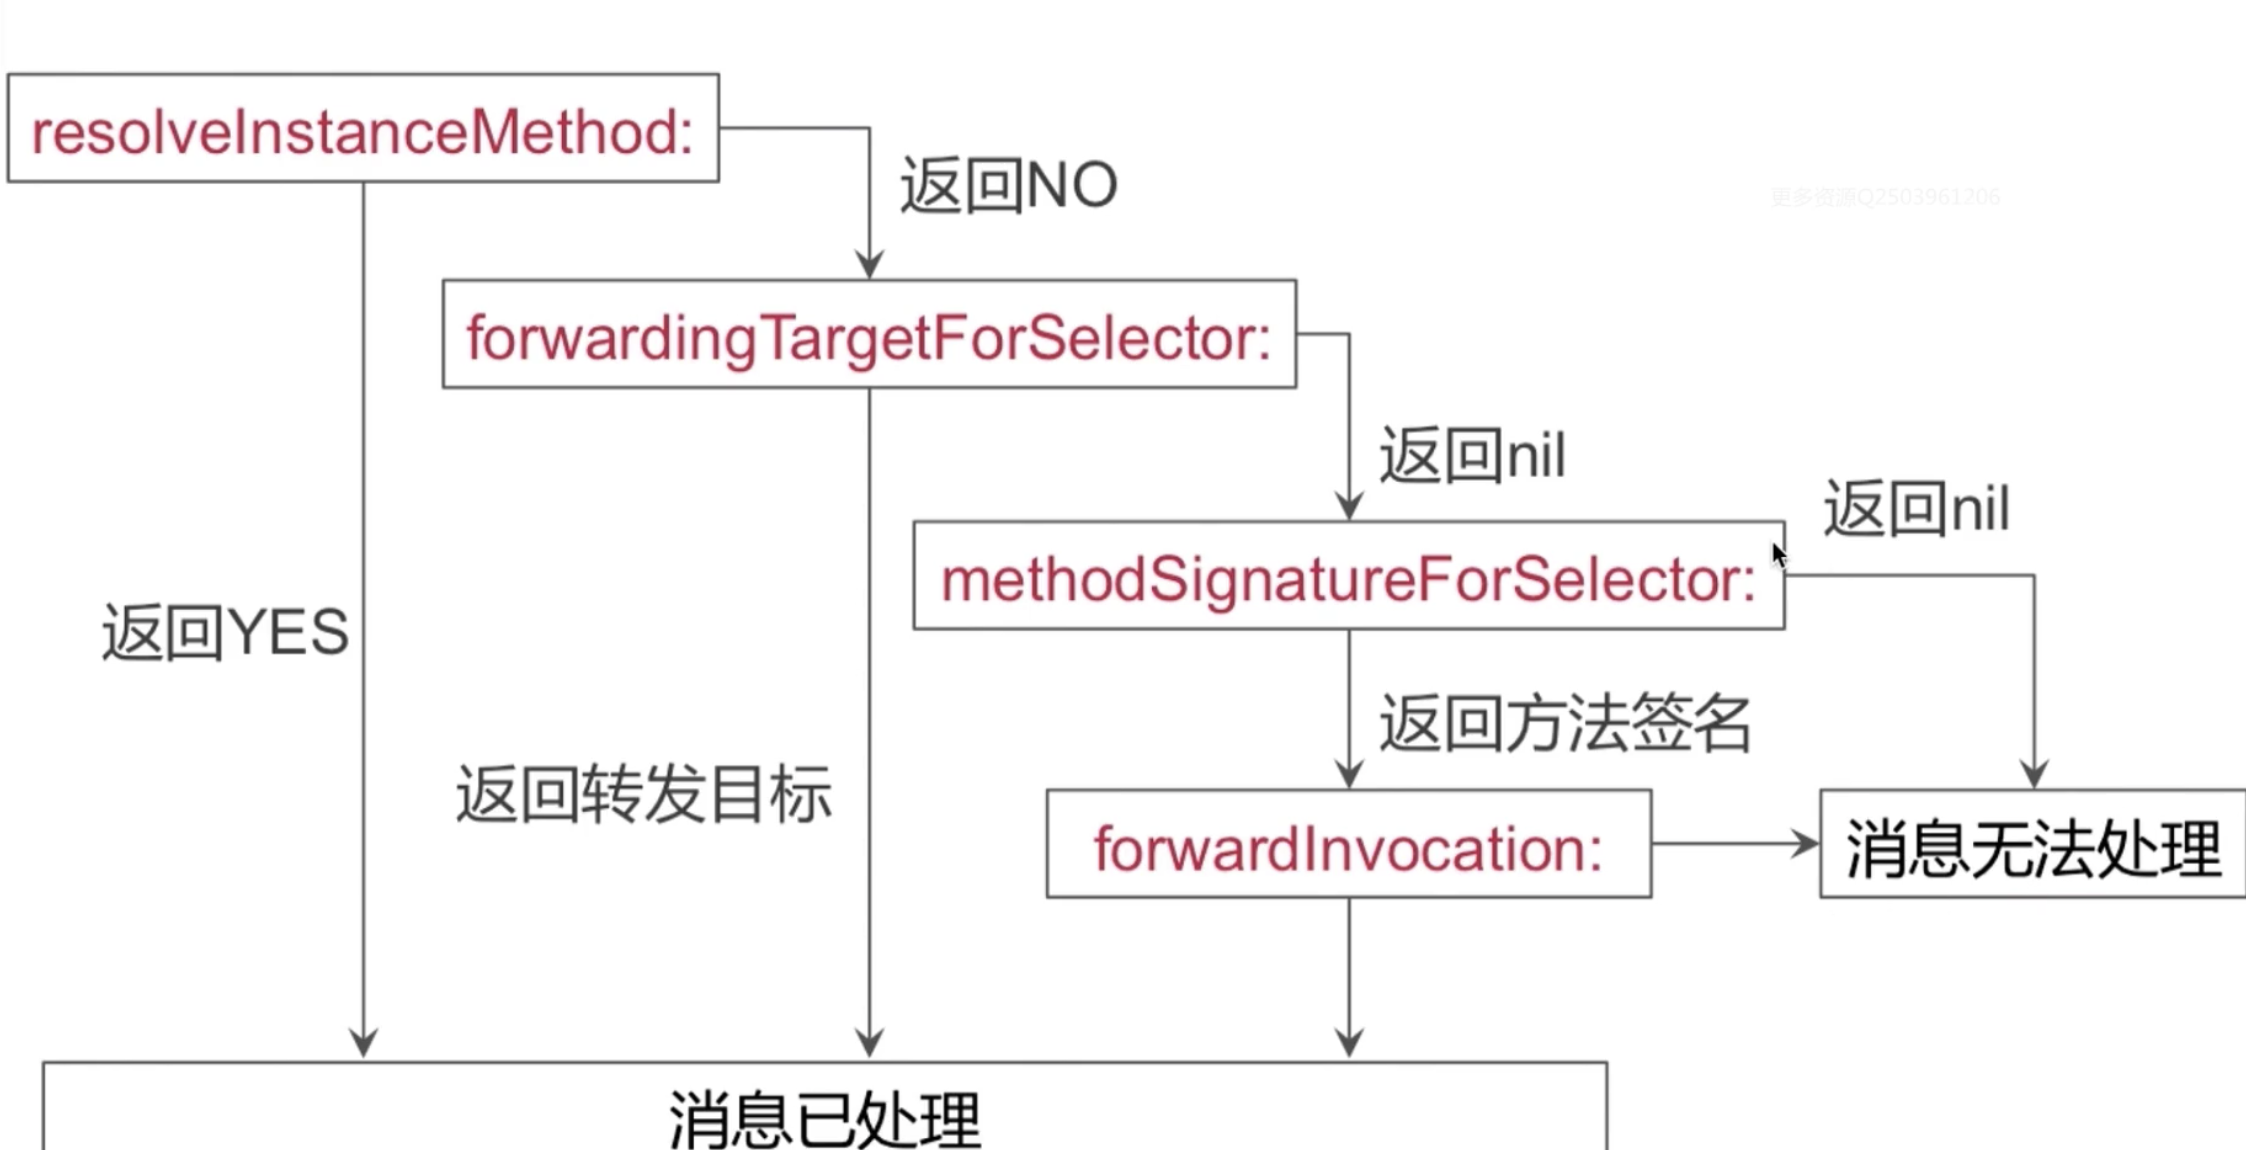 resolveInstanceMethod:
返回NO
更多资源Q2503961206
forwardingTargetForSelector:
返回nil
返回nil
methodSignatureForSelector:
返回YES
返回方法签名
返回转发目标
forwardInvocation:
消息无法处理
消息已处理